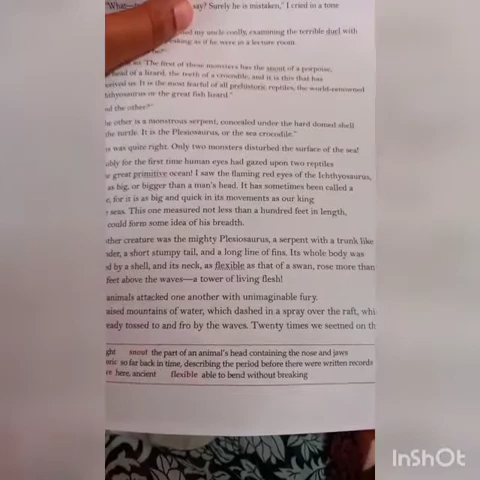 say? Surely he is mistaken," I cried in a tone
my uncle coolly, examining the terrible duel with
as if he were in a lecture room.
The first of these monsters has the snout of a porpoise,
head of a lizard, the teeth of a crocodile, and it is this that has
us. It is the most fearful of all prehistoric reptiles, the world-renowned
or the great fish lizard."
the other?"
other is a monstrous serpent, concealed under the hard domed shell
the turtle. It is the Plesiosaurus, or the sea crocodile."
was quite right. Only two monsters disturbed the surface of the sea!
for the first time human eyes had gazed upon two reptiles
great primitive ocean! I saw the flaming red eyes of the Ichthyosaurus,
as big, or bigger than a man's head. It has sometimes been called a
for it is as big and quick in its movements as our king
seas. This one measured not less than a hundred feet in length,
could form some idea of his breadth.
creature was the mighty Plesiosaurus, a serpent with a trunk like
a short stumpy tail, and a long line of fins. Its whole body was
by a shell, and its neck, as flexible as that of a swan, rose more than
feet above the waves—a tower of living flesh!
animals attacked one another with unimaginable fury.
mountains of water, which dashed in a spray over the raft,
tossed to and fro by the waves. Twenty times we seemed on
snout the part of an animal's head containing the nose and jaws
so far back in time, describing the period before there were written records
here, ancient flexible able to bend without breaking
InShOt